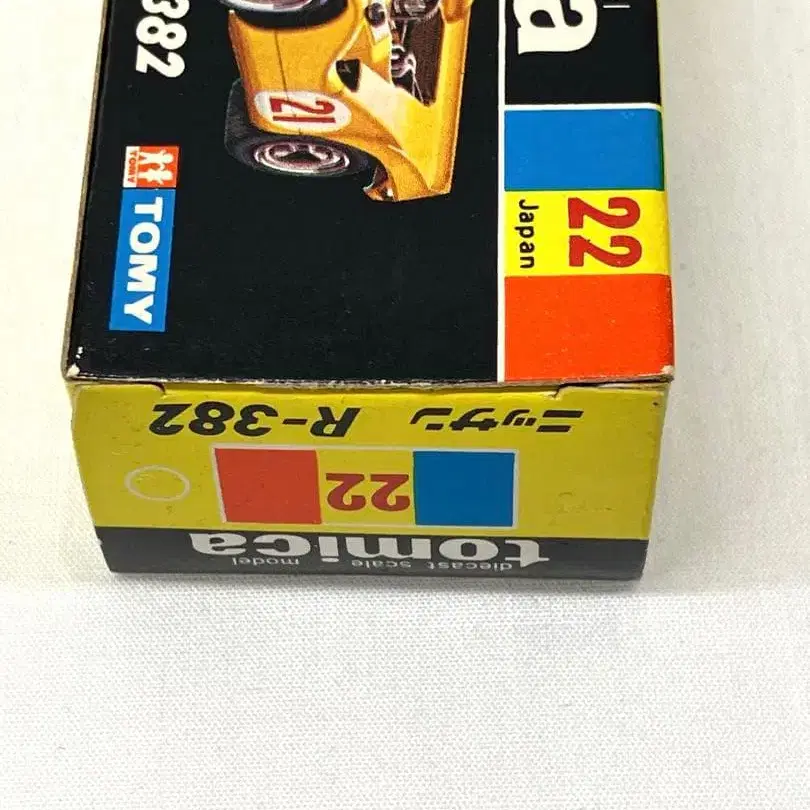 a
22
Japan
382
21
TOMY
TOMY
ニッサン R-382
22
tomica
diecast scale model